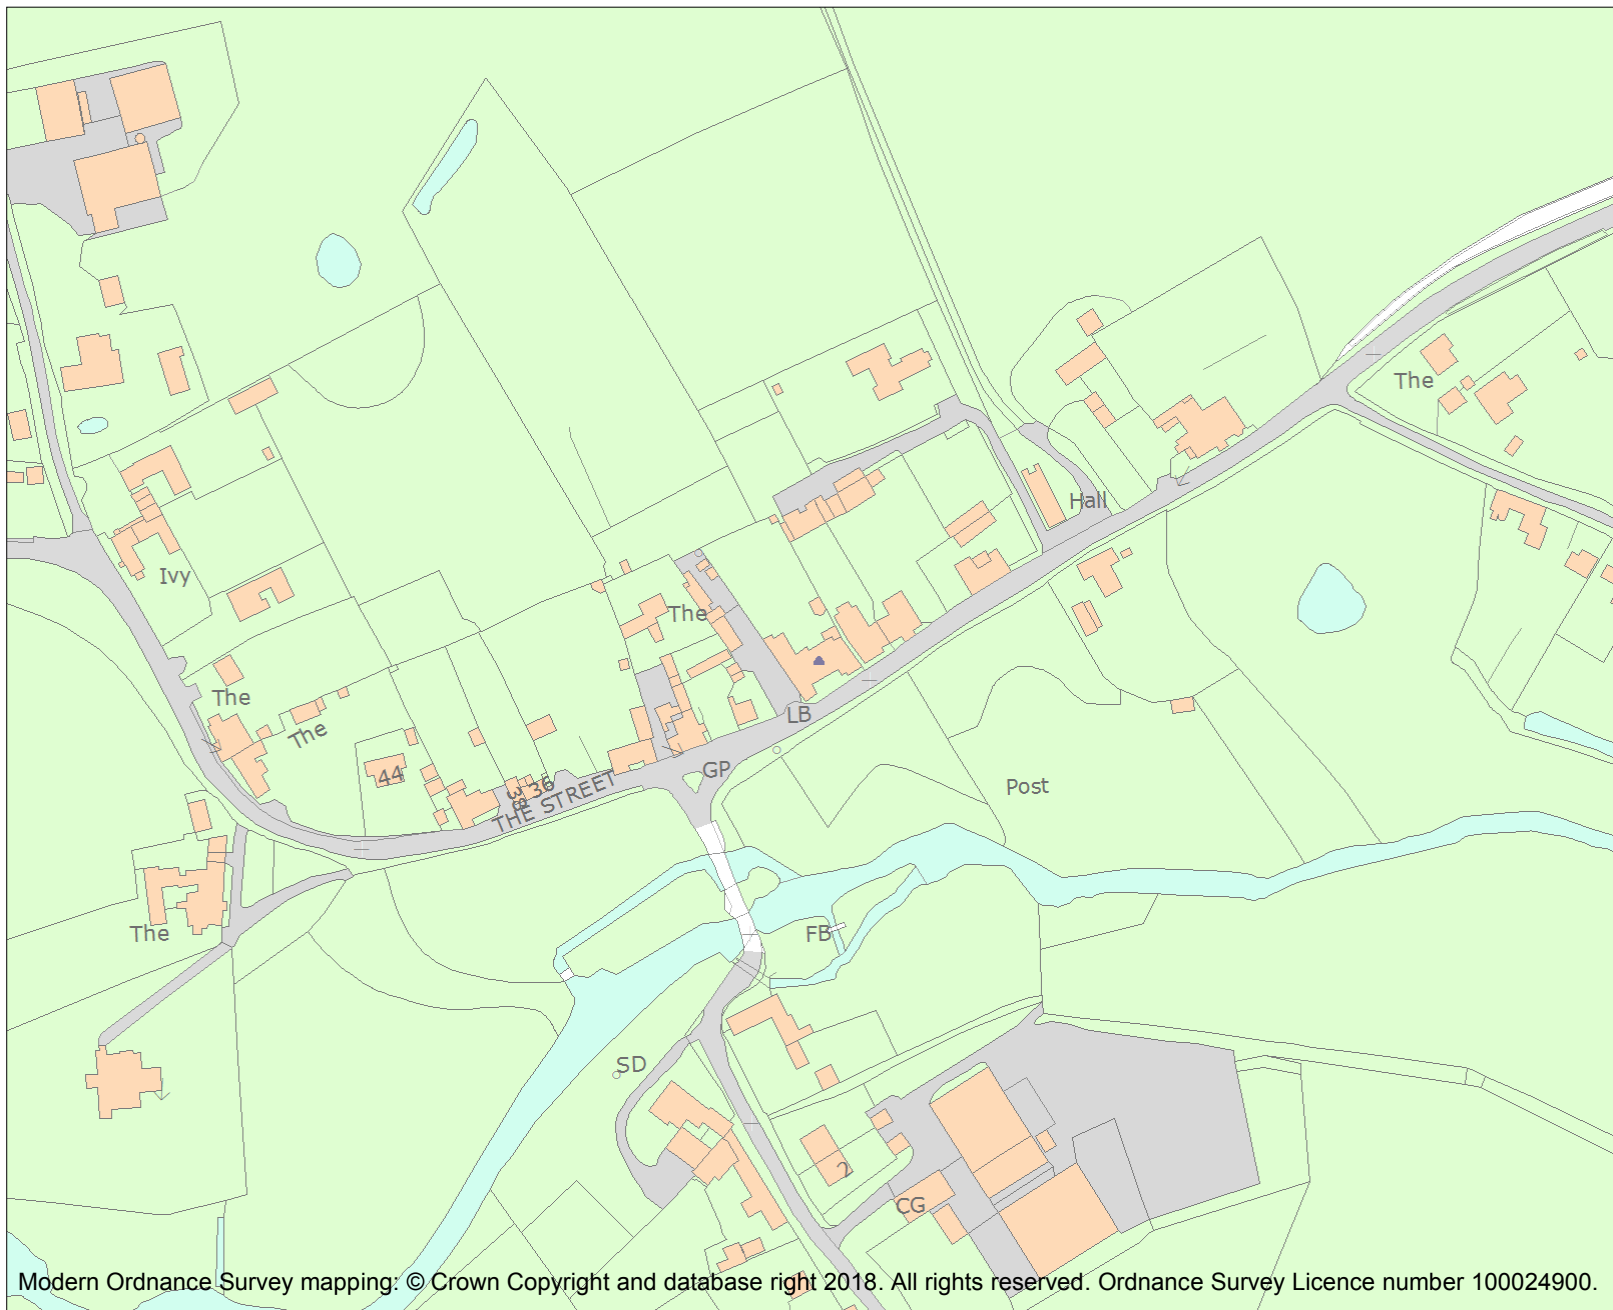 The
Hall
Ivy
The
The
The
44
38
36
THE STREET
LB
GP
Post
The
FB
SD
2
CG
Modern Ordnance Survey mapping: © Crown Copyright and database right 2018. All rights reserved. Ordnance Survey Licence number 100024900.